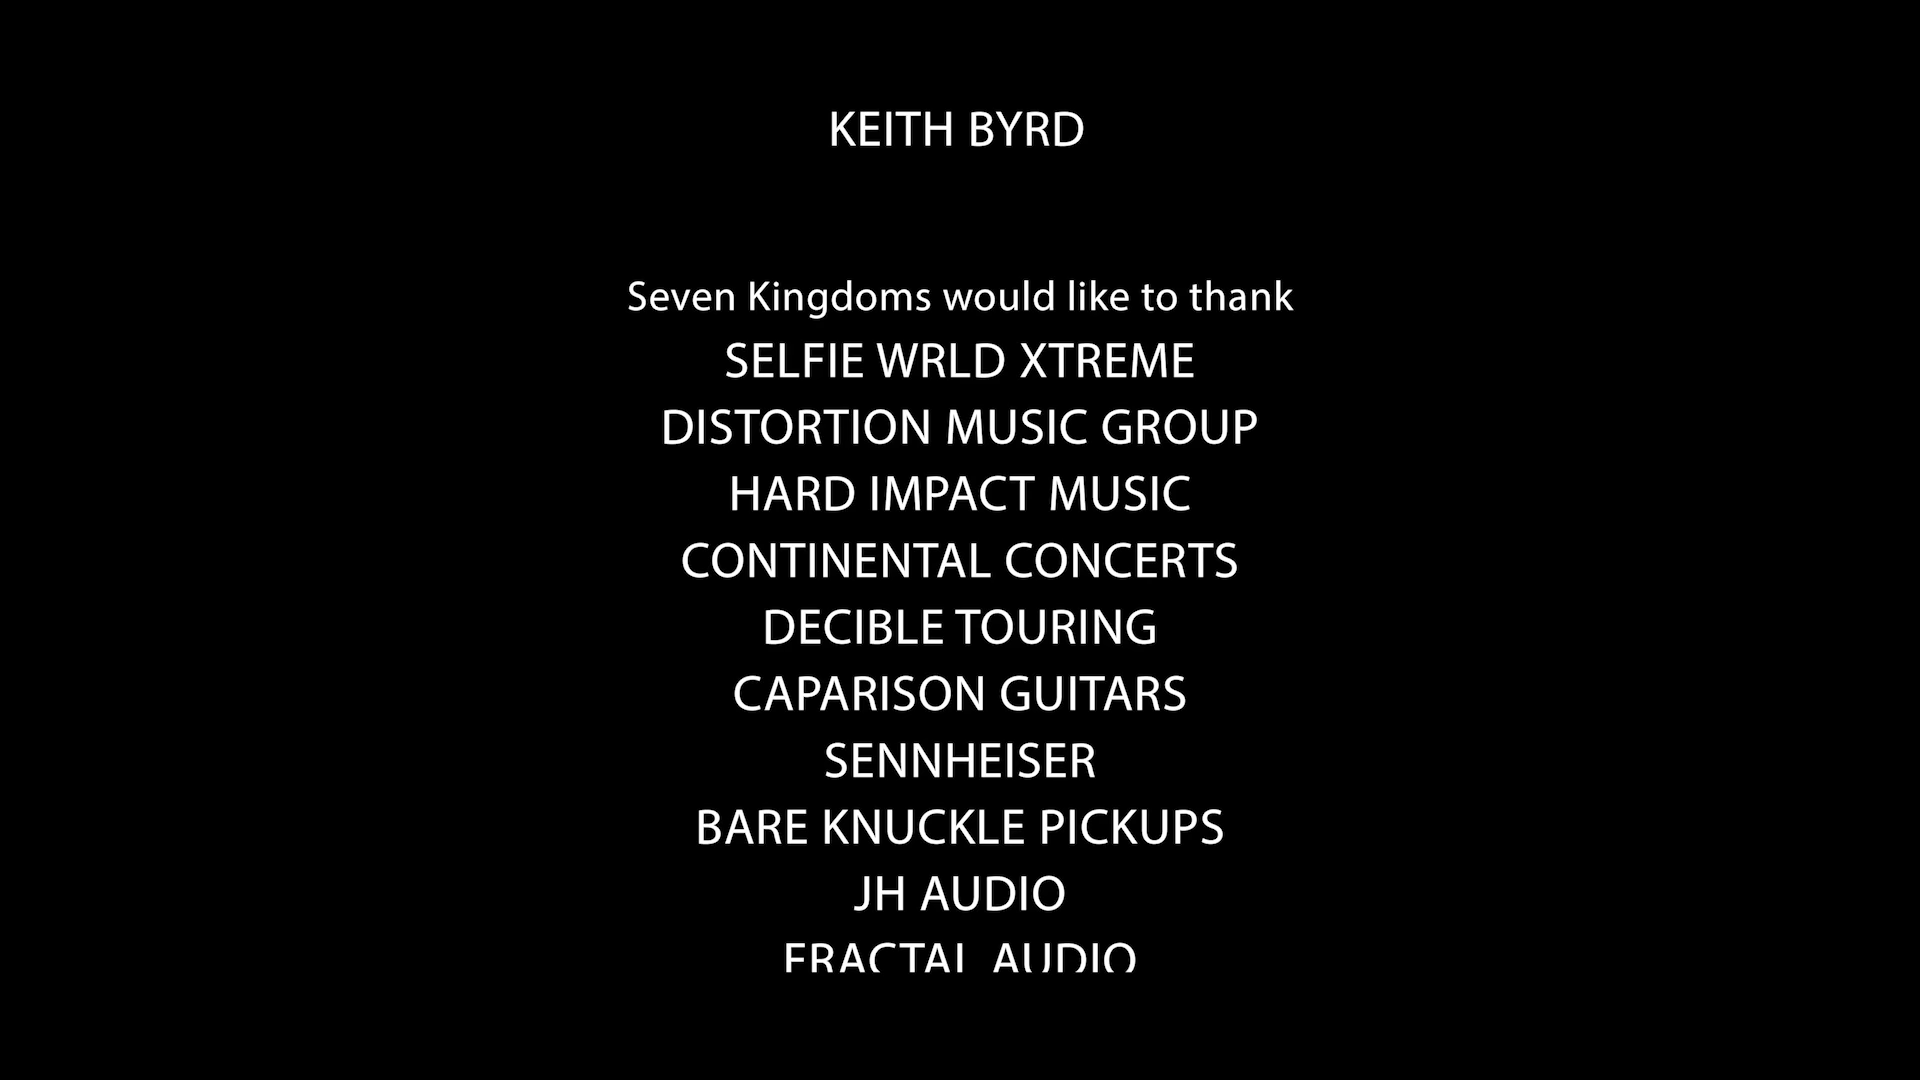 KEITH BYRD
Seven Kingdoms would like to thank
SELFIE WRLD XTREME
DISTORTION MUSIC GROUP
HARD IMPACT MUSIC
CONTINENTAL CONCERTS
DECIBLE TOURING
CAPARISON GUITARS
SENNHEISER
BARE KNUCKLE PICKUPS
JH AUDIO
FRACTAL AUDIO